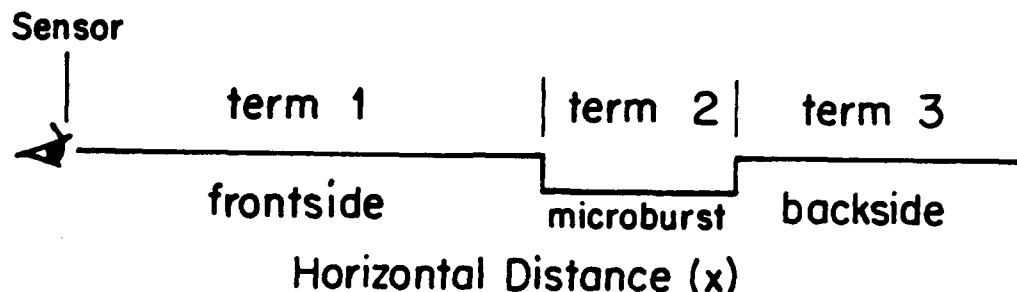 Sensor
term 1 | term 2 | term 3
frontside microburst backside
Horizontal Distance (x)